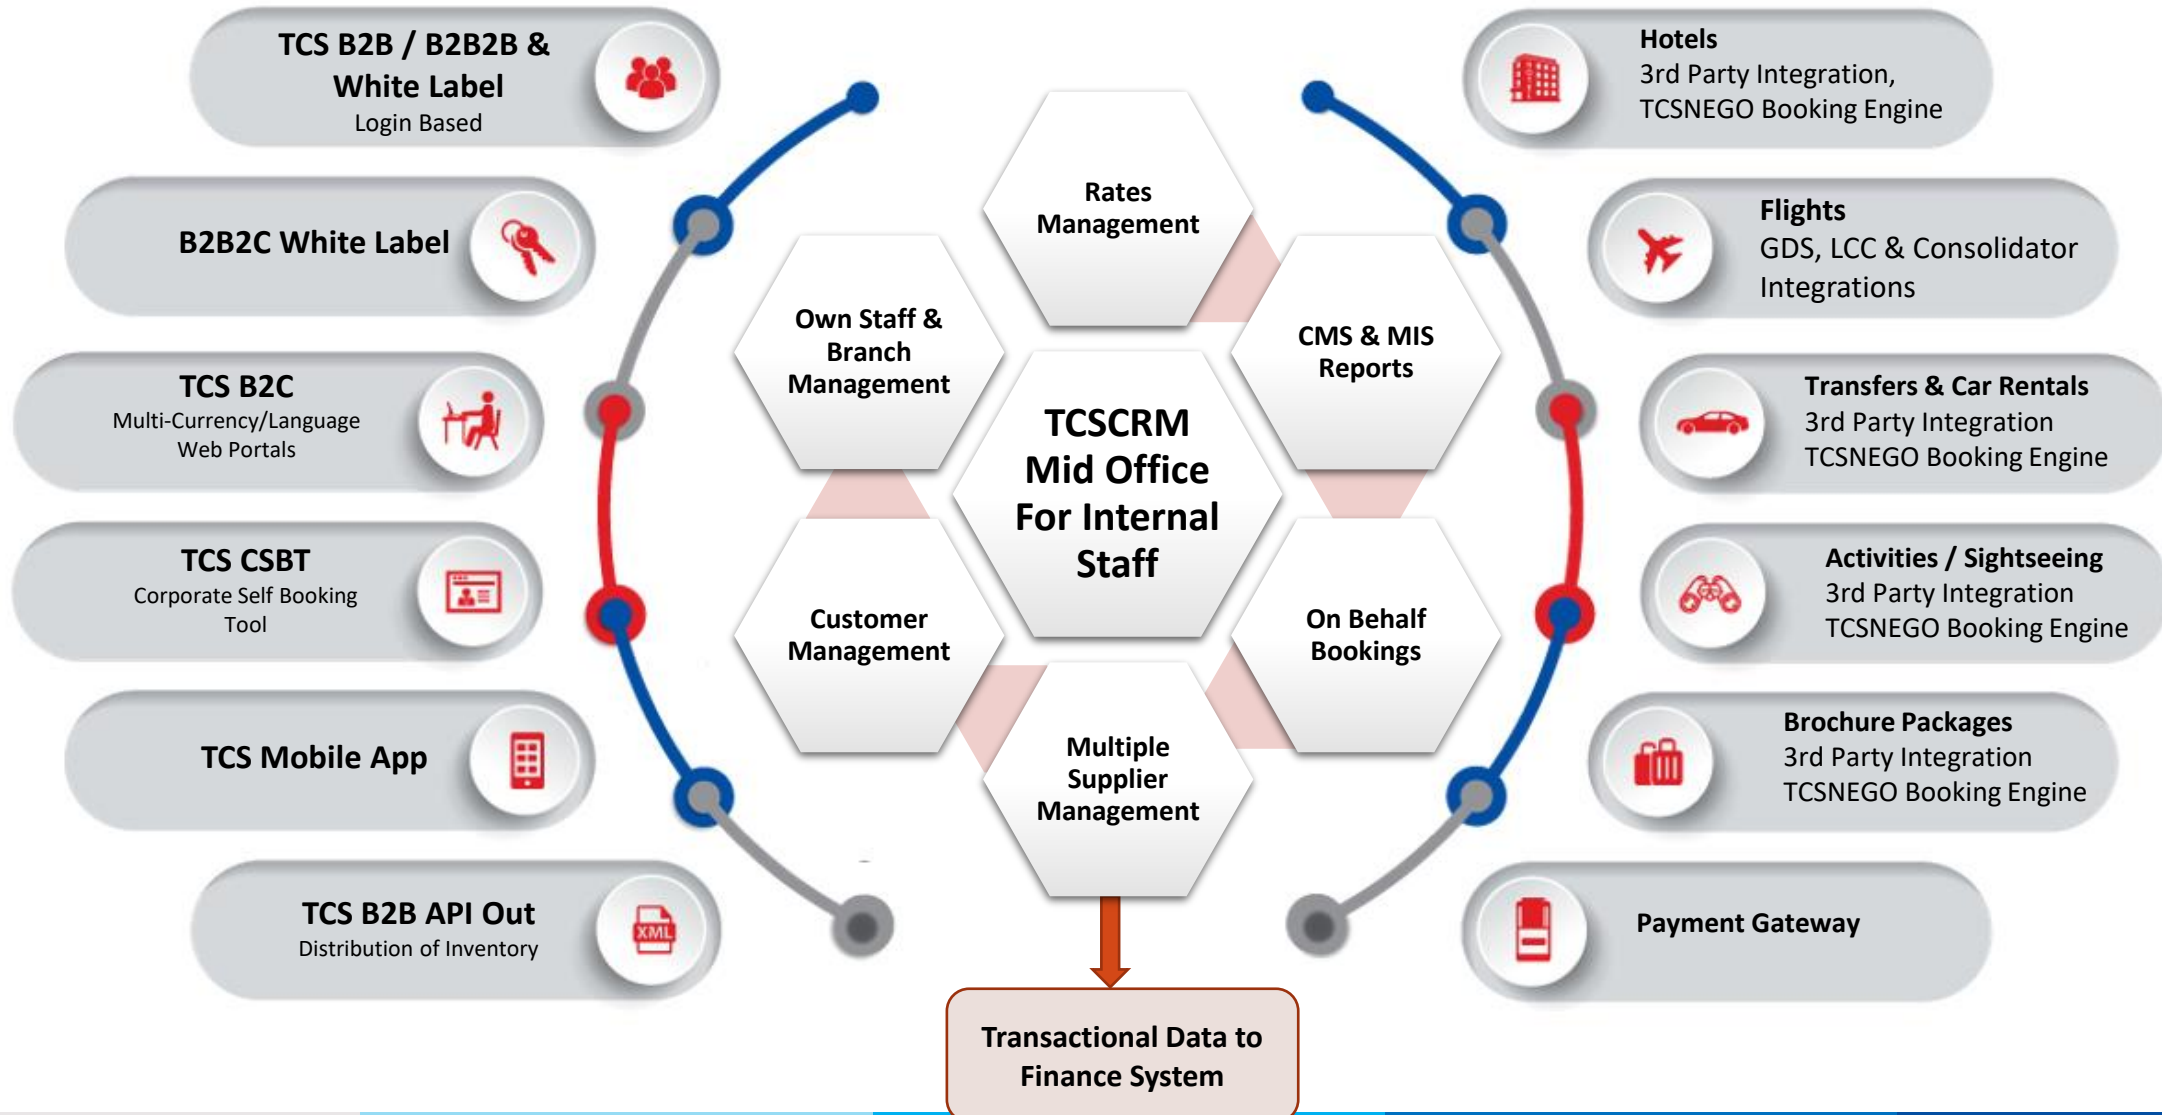 TCS B2B / B2B2B &
White Label
Login Based
B2B2C White Label
TCS B2C
Multi-Currency/Language
Web Portals
TCS CSBT
Corporate Self Booking
Tool
TCS Mobile App
TCS B2B API Out
Distribution of Inventory
XML
Rates
Management
Own Staff &
Branch
Management
CMS & MIS
Reports
TCSCRM
Mid Office
For Internal
Staff
Customer
Management
On Behalf
Bookings
Multiple
Supplier
Management
Transactional Data to
Finance System
Hotels
3rd Party Integration,
TCSNEGO Booking Engine
Flights
GDS, LCC & Consolidator
Integrations
Transfers & Car Rentals
3rd Party Integration
TCSNEGO Booking Engine
Activities / Sightseeing
3rd Party Integration
TCSNEGO Booking Engine
Brochure Packages
3rd Party Integration
TCSNEGO Booking Engine
Payment Gateway